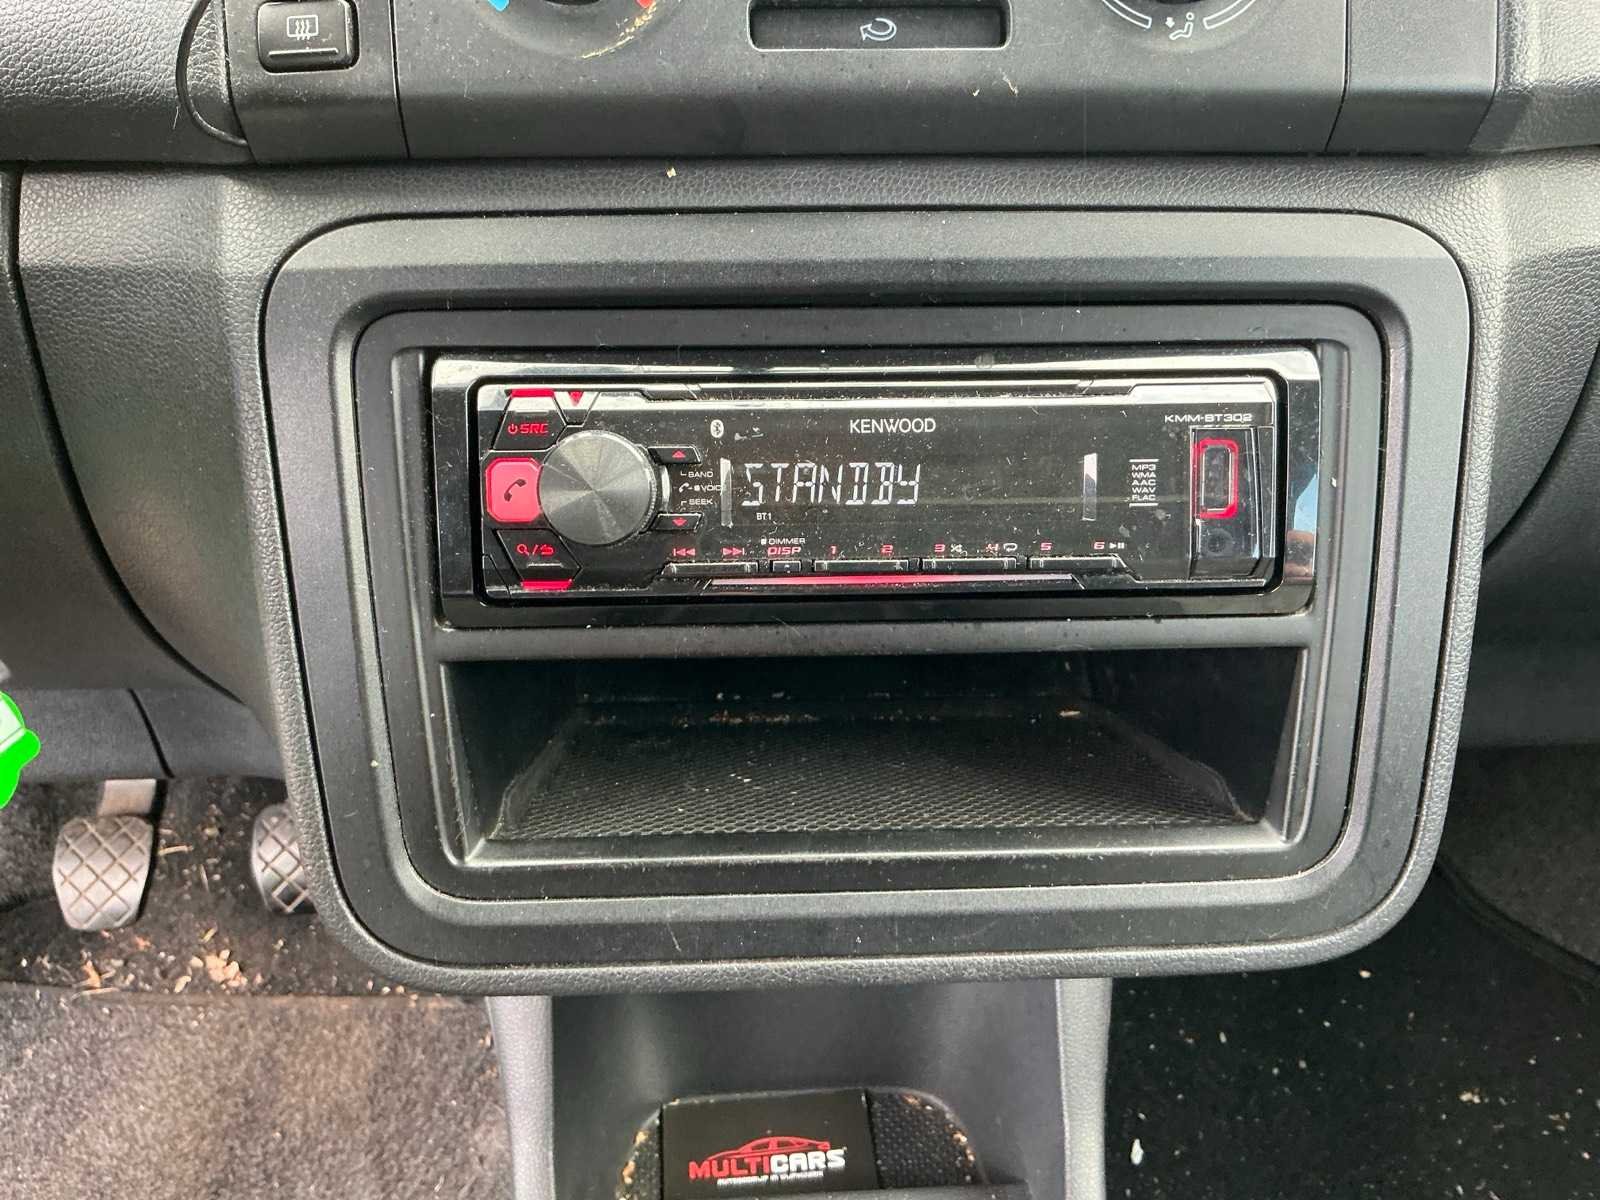 SRC
KENWOOD
KMM-BT302
BAND
VOICE
SEEK
STANDBY
BT1
MP3
WMA
AAC
WAV
FLAC
DIMMER
DISP 1 2 3 4 5 6
MULTICARS